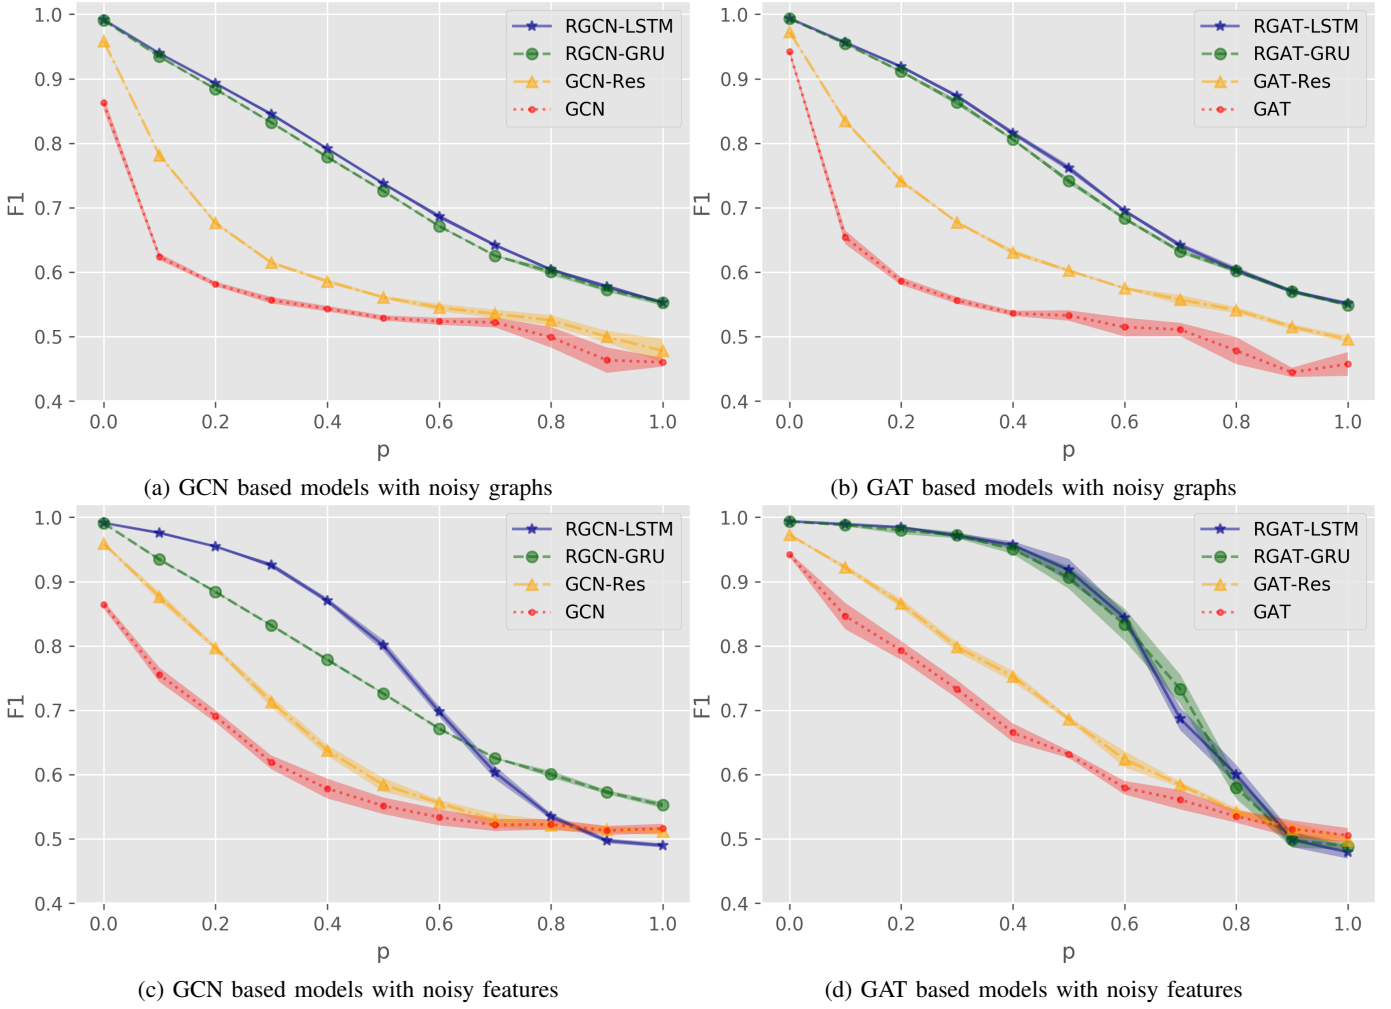 1.0
0.9
0.8
0.7
0.6
0.5
0.4
F1
RGCN-LSTM
RGCN-GRU
GCN-Res
GCN
0.0 0.2 0.4 0.6 0.8 1.0
p
(a) GCN based models with noisy graphs
1.0
0.9
0.8
0.7
0.6
0.5
0.4
F1
RGAT-LSTM
RGAT-GRU
GAT-Res
GAT
0.0 0.2 0.4 0.6 0.8 1.0
p
(b) GAT based models with noisy graphs
1.0
0.9
0.8
0.7
0.6
0.5
0.4
F1
RGCN-LSTM
RGCN-GRU
GCN-Res
GCN
0.0 0.2 0.4 0.6 0.8 1.0
p
(c) GCN based models with noisy features
1.0
0.9
0.8
0.7
0.6
0.5
0.4
F1
RGAT-LSTM
RGAT-GRU
GAT-Res
GAT
0.0 0.2 0.4 0.6 0.8 1.0
p
(d) GAT based models with noisy features